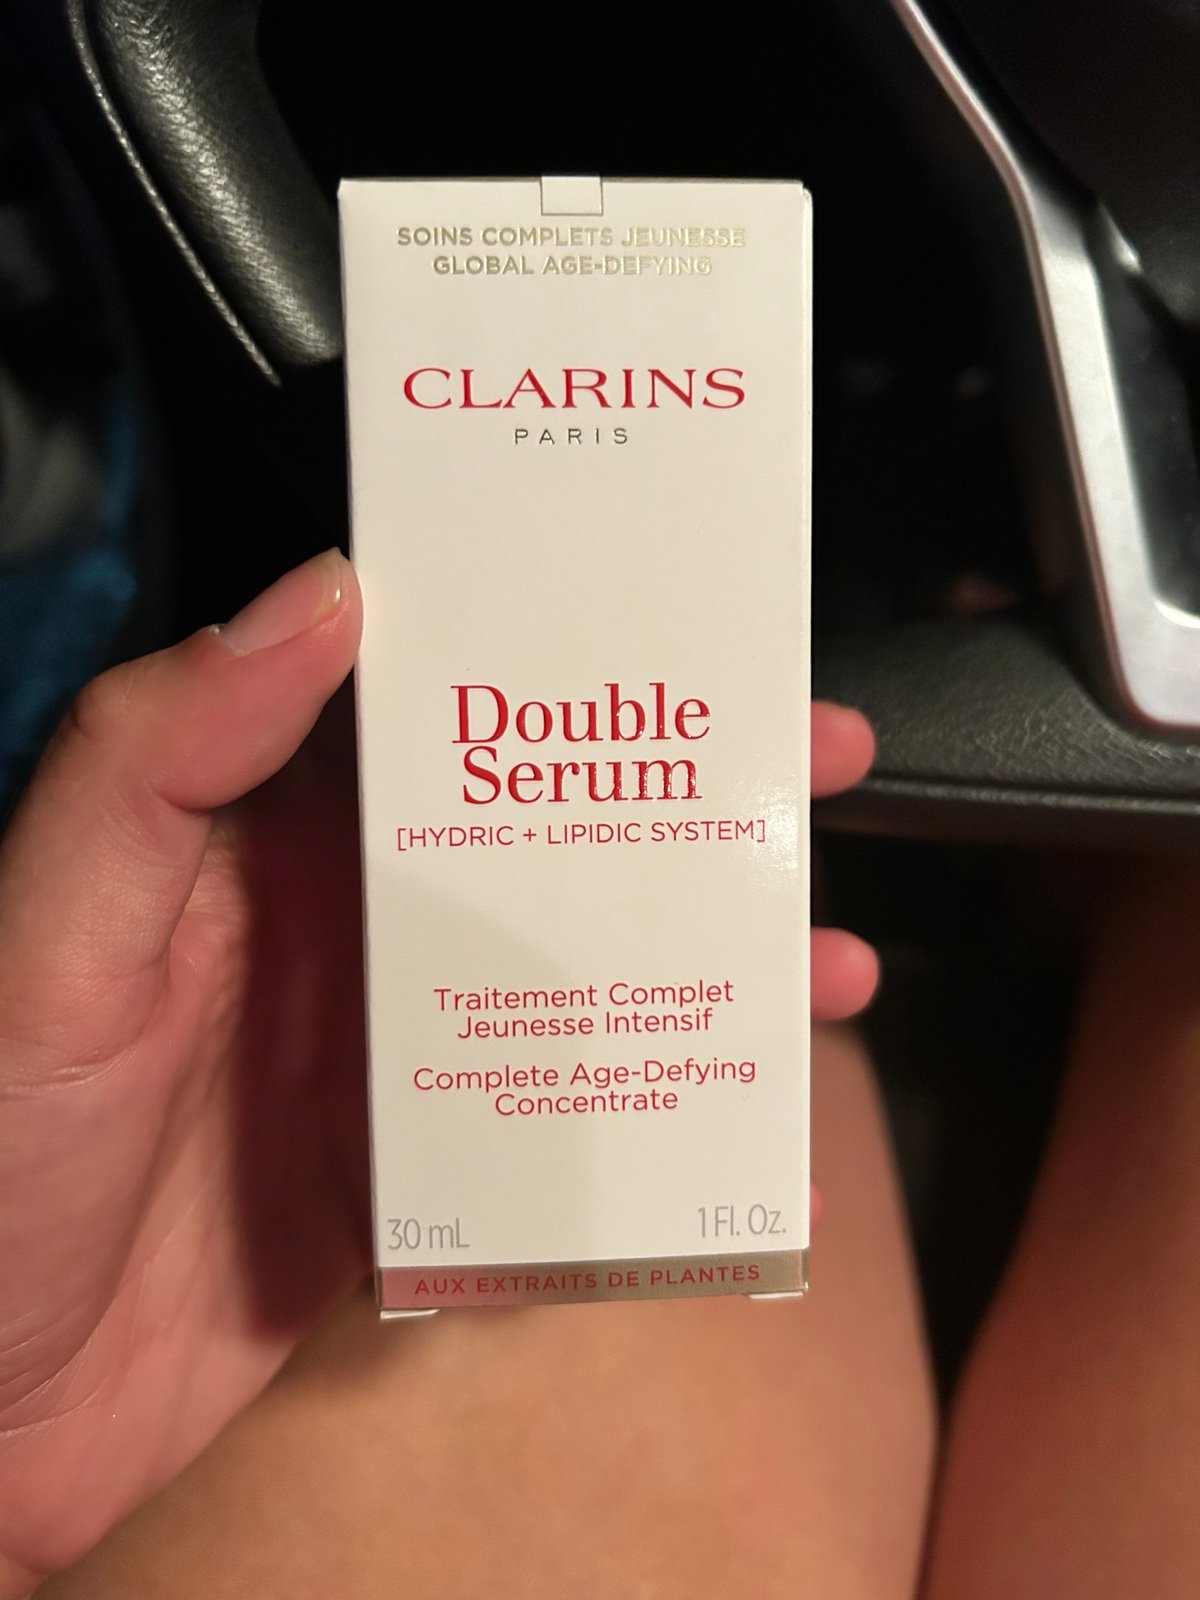 SOINS COMPLETS JEUNESSE
GLOBAL AGE-DEFYING
CLARINS
PARIS
Double
Serum
[HYDRIC + LIPIDIC SYSTEM]
Traitement Complet
Jeunesse Intensif
Complete Age-Defying
Concentrate
30 mL 1 Fl. Oz.
AUX EXTRAITS DE PLANTES